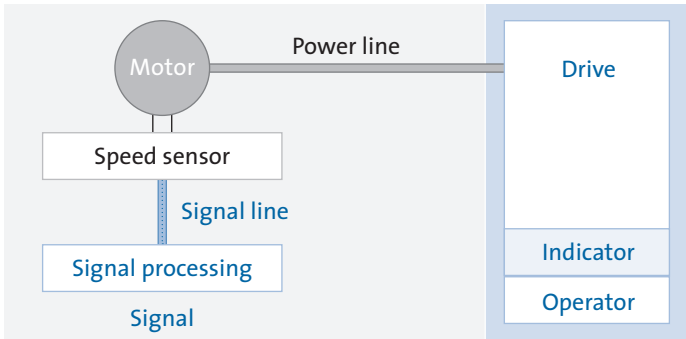 Power line
Motor
Drive
Speed sensor
Signal line
Signal processing
Signal
Indicator
Operator